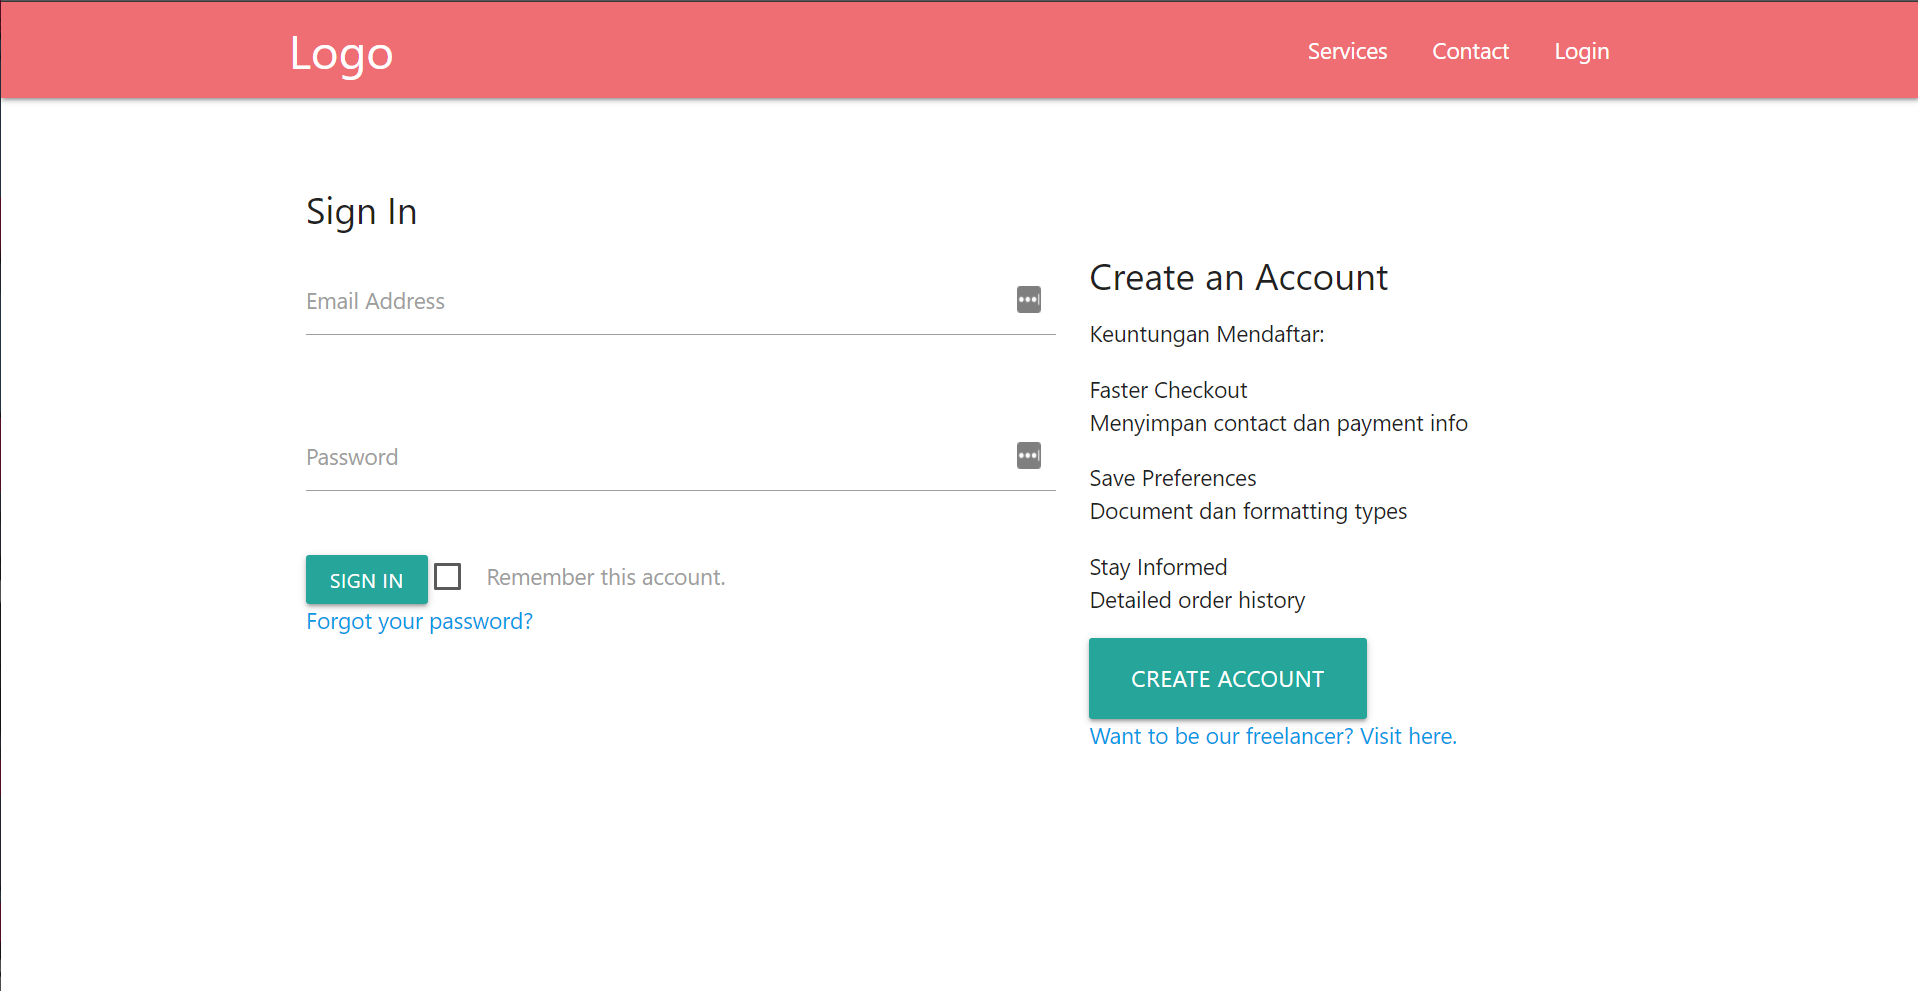 Logo
Services Contact Login
Sign In
Email Address
Password
SIGN IN Remember this account.
Forgot your password?
Create an Account
Keuntungan Mendaftar:
Faster Checkout
Menyimpan contact dan payment info
Save Preferences
Document dan formatting types
Stay Informed
Detailed order history
CREATE ACCOUNT
Want to be our freelancer? Visit here.